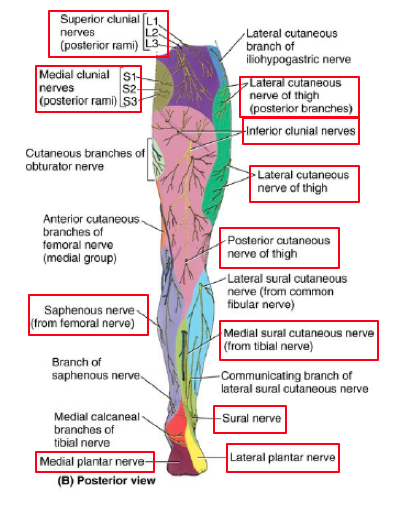 Superior clunial
nerves
(posterior rami)
L1
L2
L3
Lateral cutaneous
branch of
iliohypogastric nerve
Medial clunial
nerves
(posterior rami)
S1
S2
S3
Lateral cutaneous
nerve of thigh
(posterior branches)
Inferior clunial nerves
Cutaneous branches of
obturator nerve
Lateral cutaneous
nerve of thigh
Anterior cutaneous
branches of
femoral nerve
(medial group)
Posterior cutaneous
nerve of thigh
Lateral sural cutaneous
nerve (from common
fibular nerve)
Saphenous nerve
(from femoral nerve)
Medial sural cutaneous nerve
(from tibial nerve)
Branch of
saphenous nerve
Communicating branch of
lateral sural cutaneous nerve
Medial calcaneal
branches of
tibial nerve
Sural nerve
Medial plantar nerve
Lateral plantar nerve
(B) Posterior view